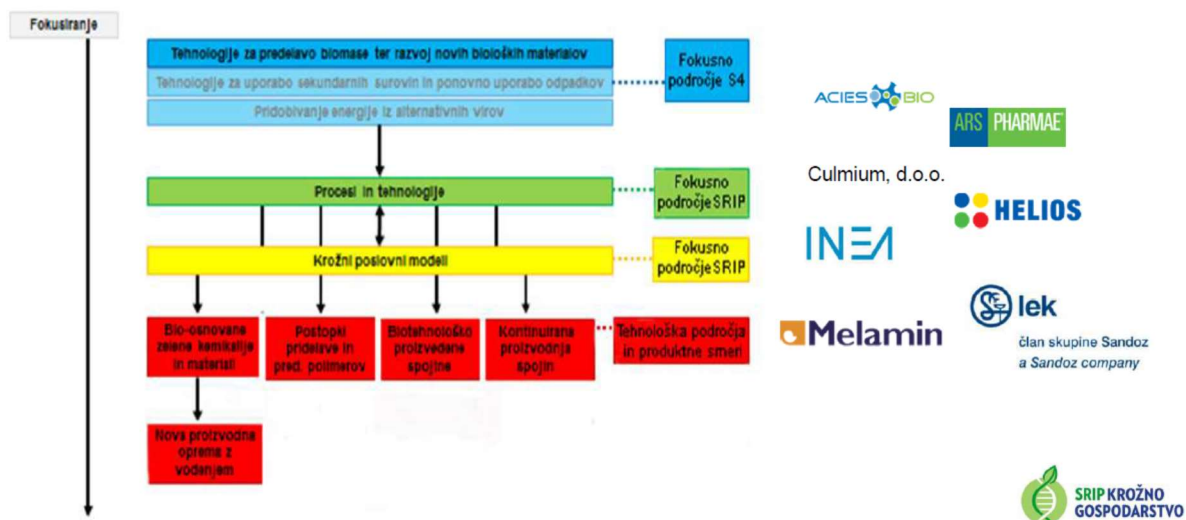 Fokusiranje
Tehnologije za predelavo biomase ter razvoj novih bioloških materialov
Tehnologije za uporabo sekundarnih surovin in ponovno uporabo odpadkov
Pridobivanje energije iz alternativnih virov
Fokusno
področje S4
Procesi in tehnologije
Fokusno
področje SRIP
Krožni poslovni modeli
Fokusno
področje SRIP
Bio-osnovane
zelene kemikalije
in materiali
Postopki
pridelave in
pred. polimerov
Biotehnološko
proizvedene
spojine
Kontinuirana
proizvodnja
spojin
Tehnološka področja
in produktne smeri
Nova proizvodna
oprema z
vodenjem
ACIES BIO
ARS PHARMAE
Culmium, d.o.o.
HELIOS
INEA
lek
član skupine Sandoz
a Sandoz company
Melamin
SRIP KROŽNO
GOSPODARSTVO